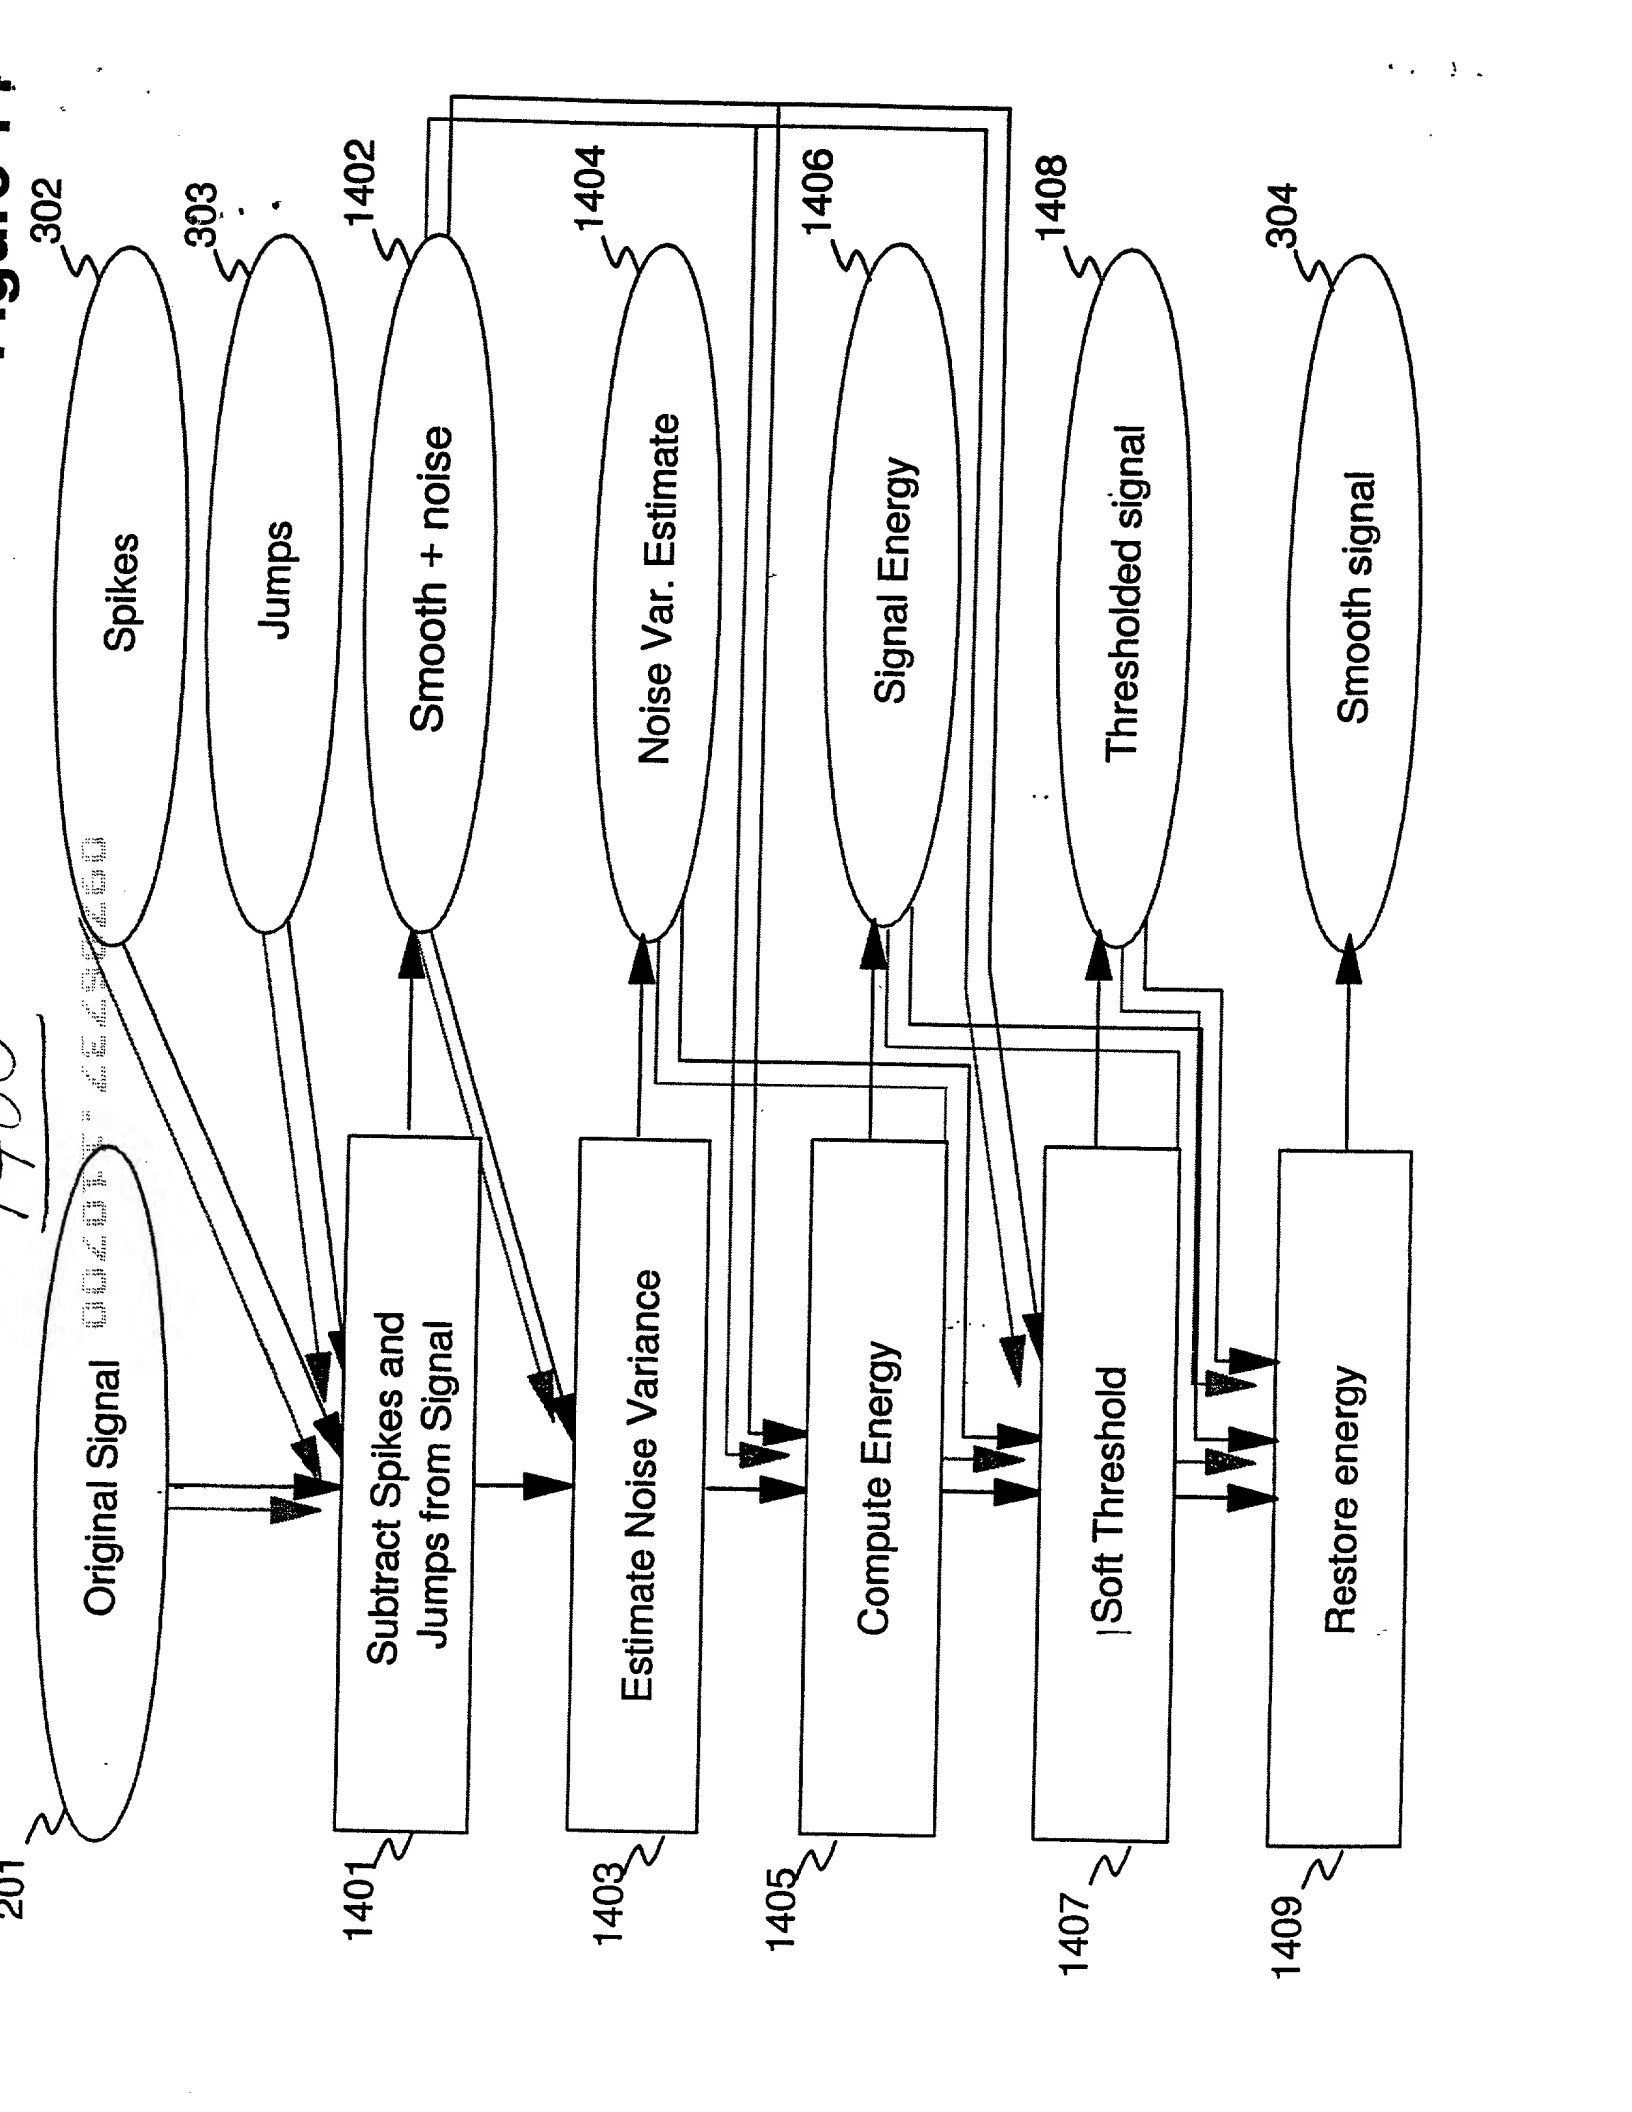 302
Spikes
303
Jumps
201
Original Signal
1401
Subtract Spikes and
Jumps from Signal
1402
Smooth + noise
1403
Estimate Noise Variance
1404
Noise Var. Estimate
1405
Compute Energy
1406
Signal Energy
1407
Soft Threshold
1408
Thresholded signal
1409
Restore energy
304
Smooth signal